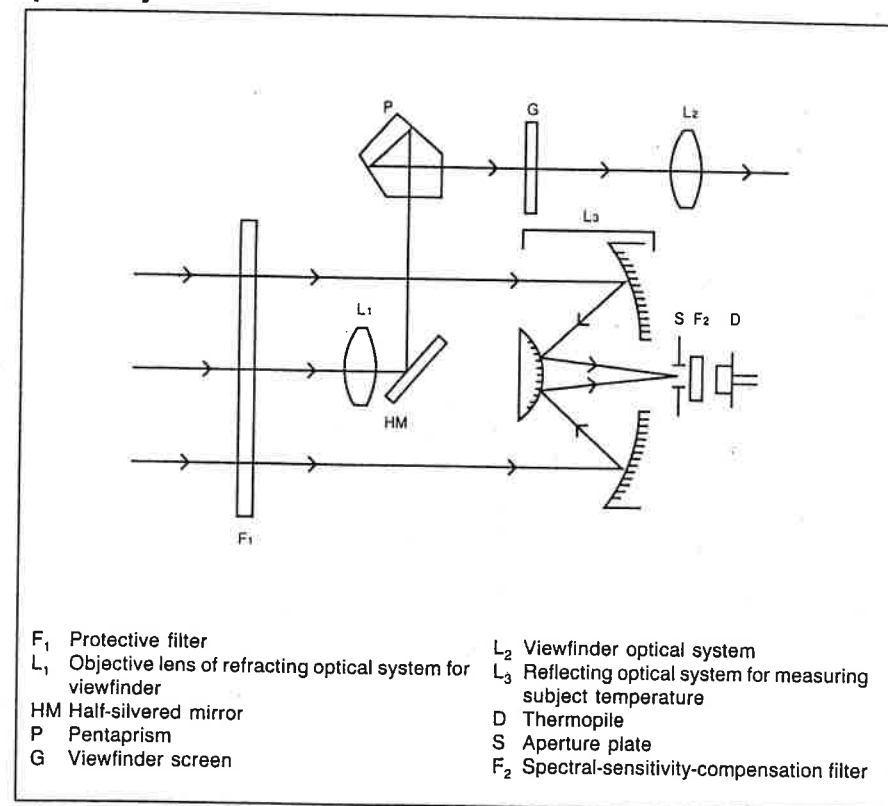 P
G
L₂
L₃
L₁
S F₂ D
HM
F₁
F₁ Protective filter
L₁ Objective lens of refracting optical system for
viewfinder
HM Half-silvered mirror
P Pentaprism
G Viewfinder screen
L₂ Viewfinder optical system
L₃ Reflecting optical system for measuring
subject temperature
D Thermopile
S Aperture plate
F₂ Spectral-sensitivity-compensation filter